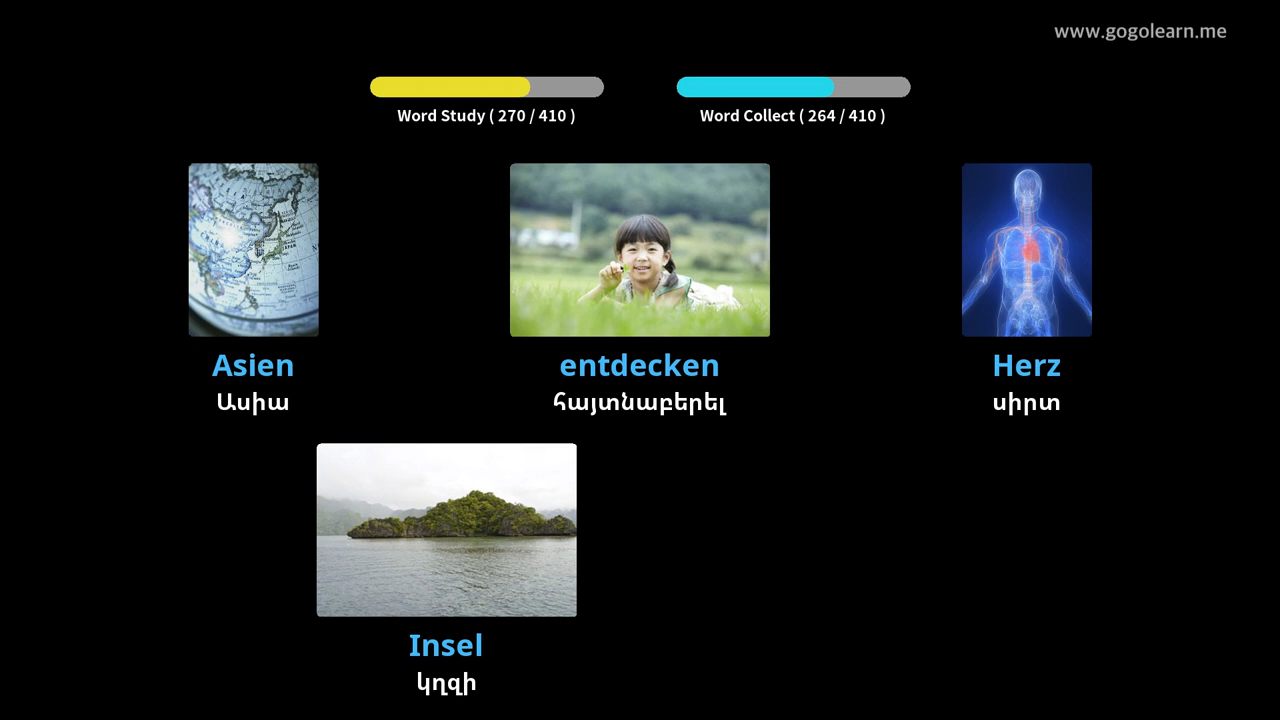 www.gogolearn.me
Word Study ( 270 / 410 )
Word Collect ( 264 / 410 )
Asien
Ասիա
entdecken
հայտնաբերել
Herz
սիրտ
Insel
կղզի